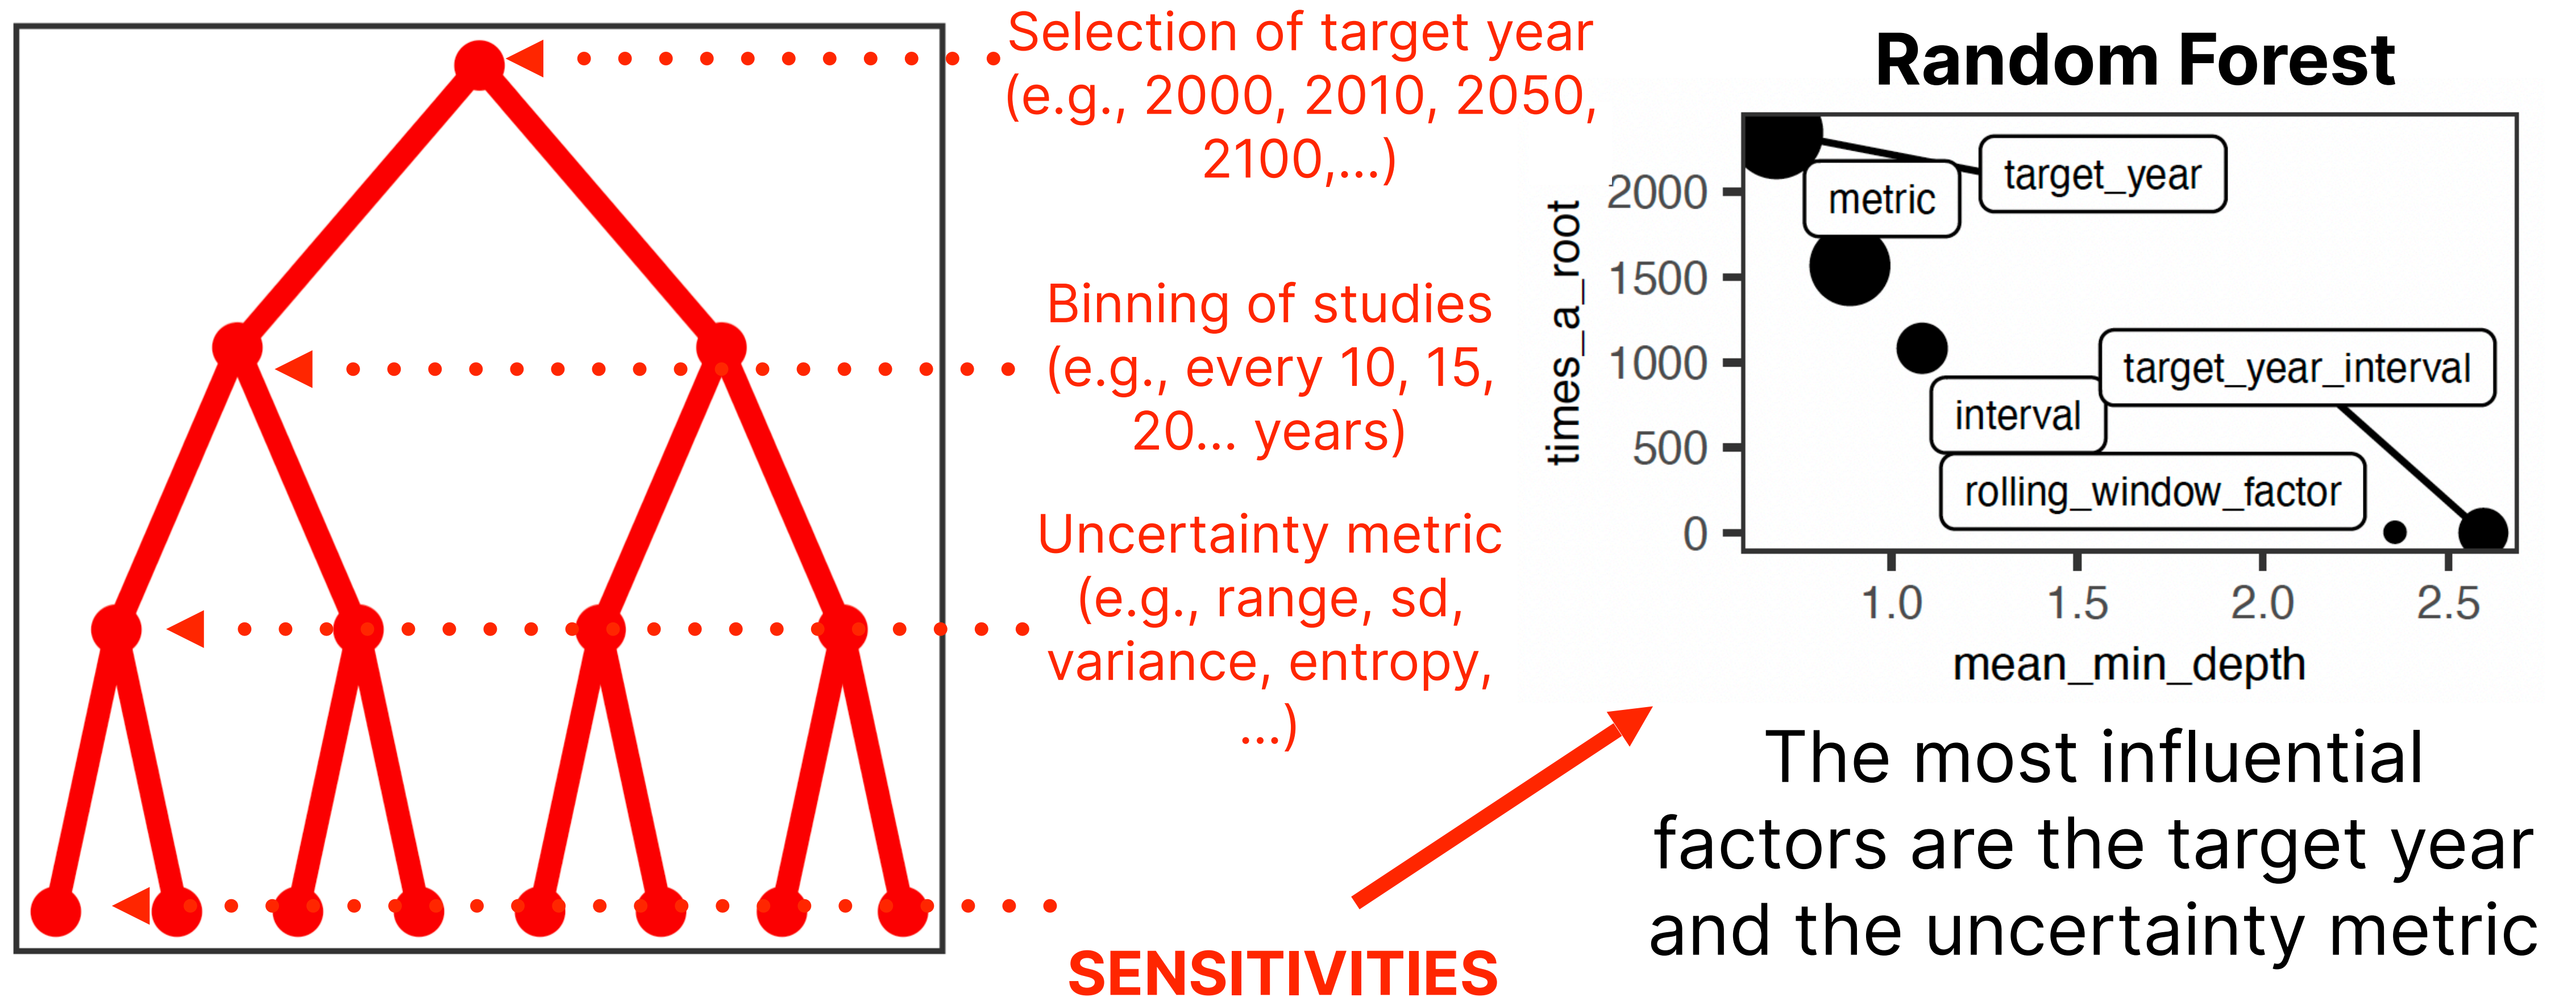 Selection of target year
(e.g., 2000, 2010, 2050,
2100,...)
Binning of studies
(e.g., every 10, 15,
20... years)
Uncertainty metric
(e.g., range, sd,
variance, entropy,
...)
SENSITIVITIES
Random Forest
times_a_root
2000
1500
1000
500
0
target_year
metric
target_year_interval
interval
rolling_window_factor
1.0 1.5 2.0 2.5
mean_min_depth
The most influential
factors are the target year
and the uncertainty metric